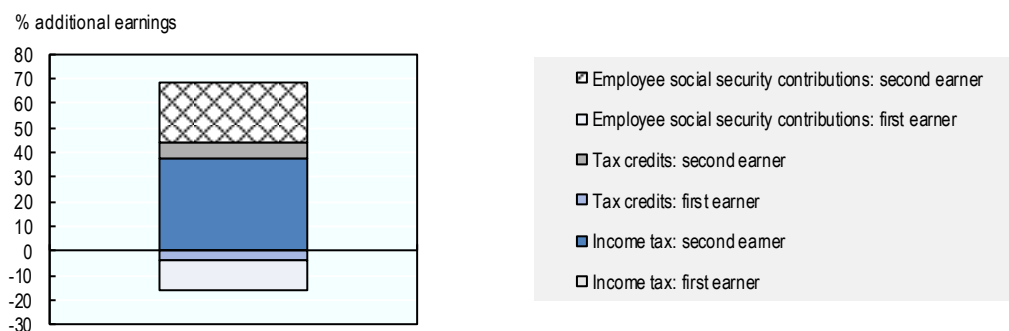 % additional earnings
80
70
60
50
40
30
20
10
0
-10
-20
-30
Employee social security contributions: second earner
Employee social security contributions: first earner
Tax credits: second earner
Tax credits: first earner
Income tax: second earner
Income tax: first earner